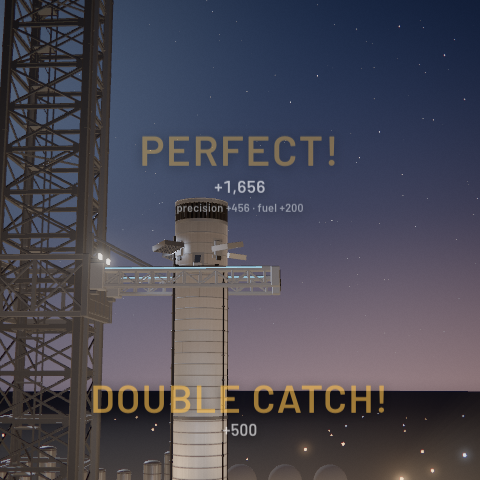 PERFECT!
+1,656
precision +456 · fuel +200
DOUBLE CATCH!
+500